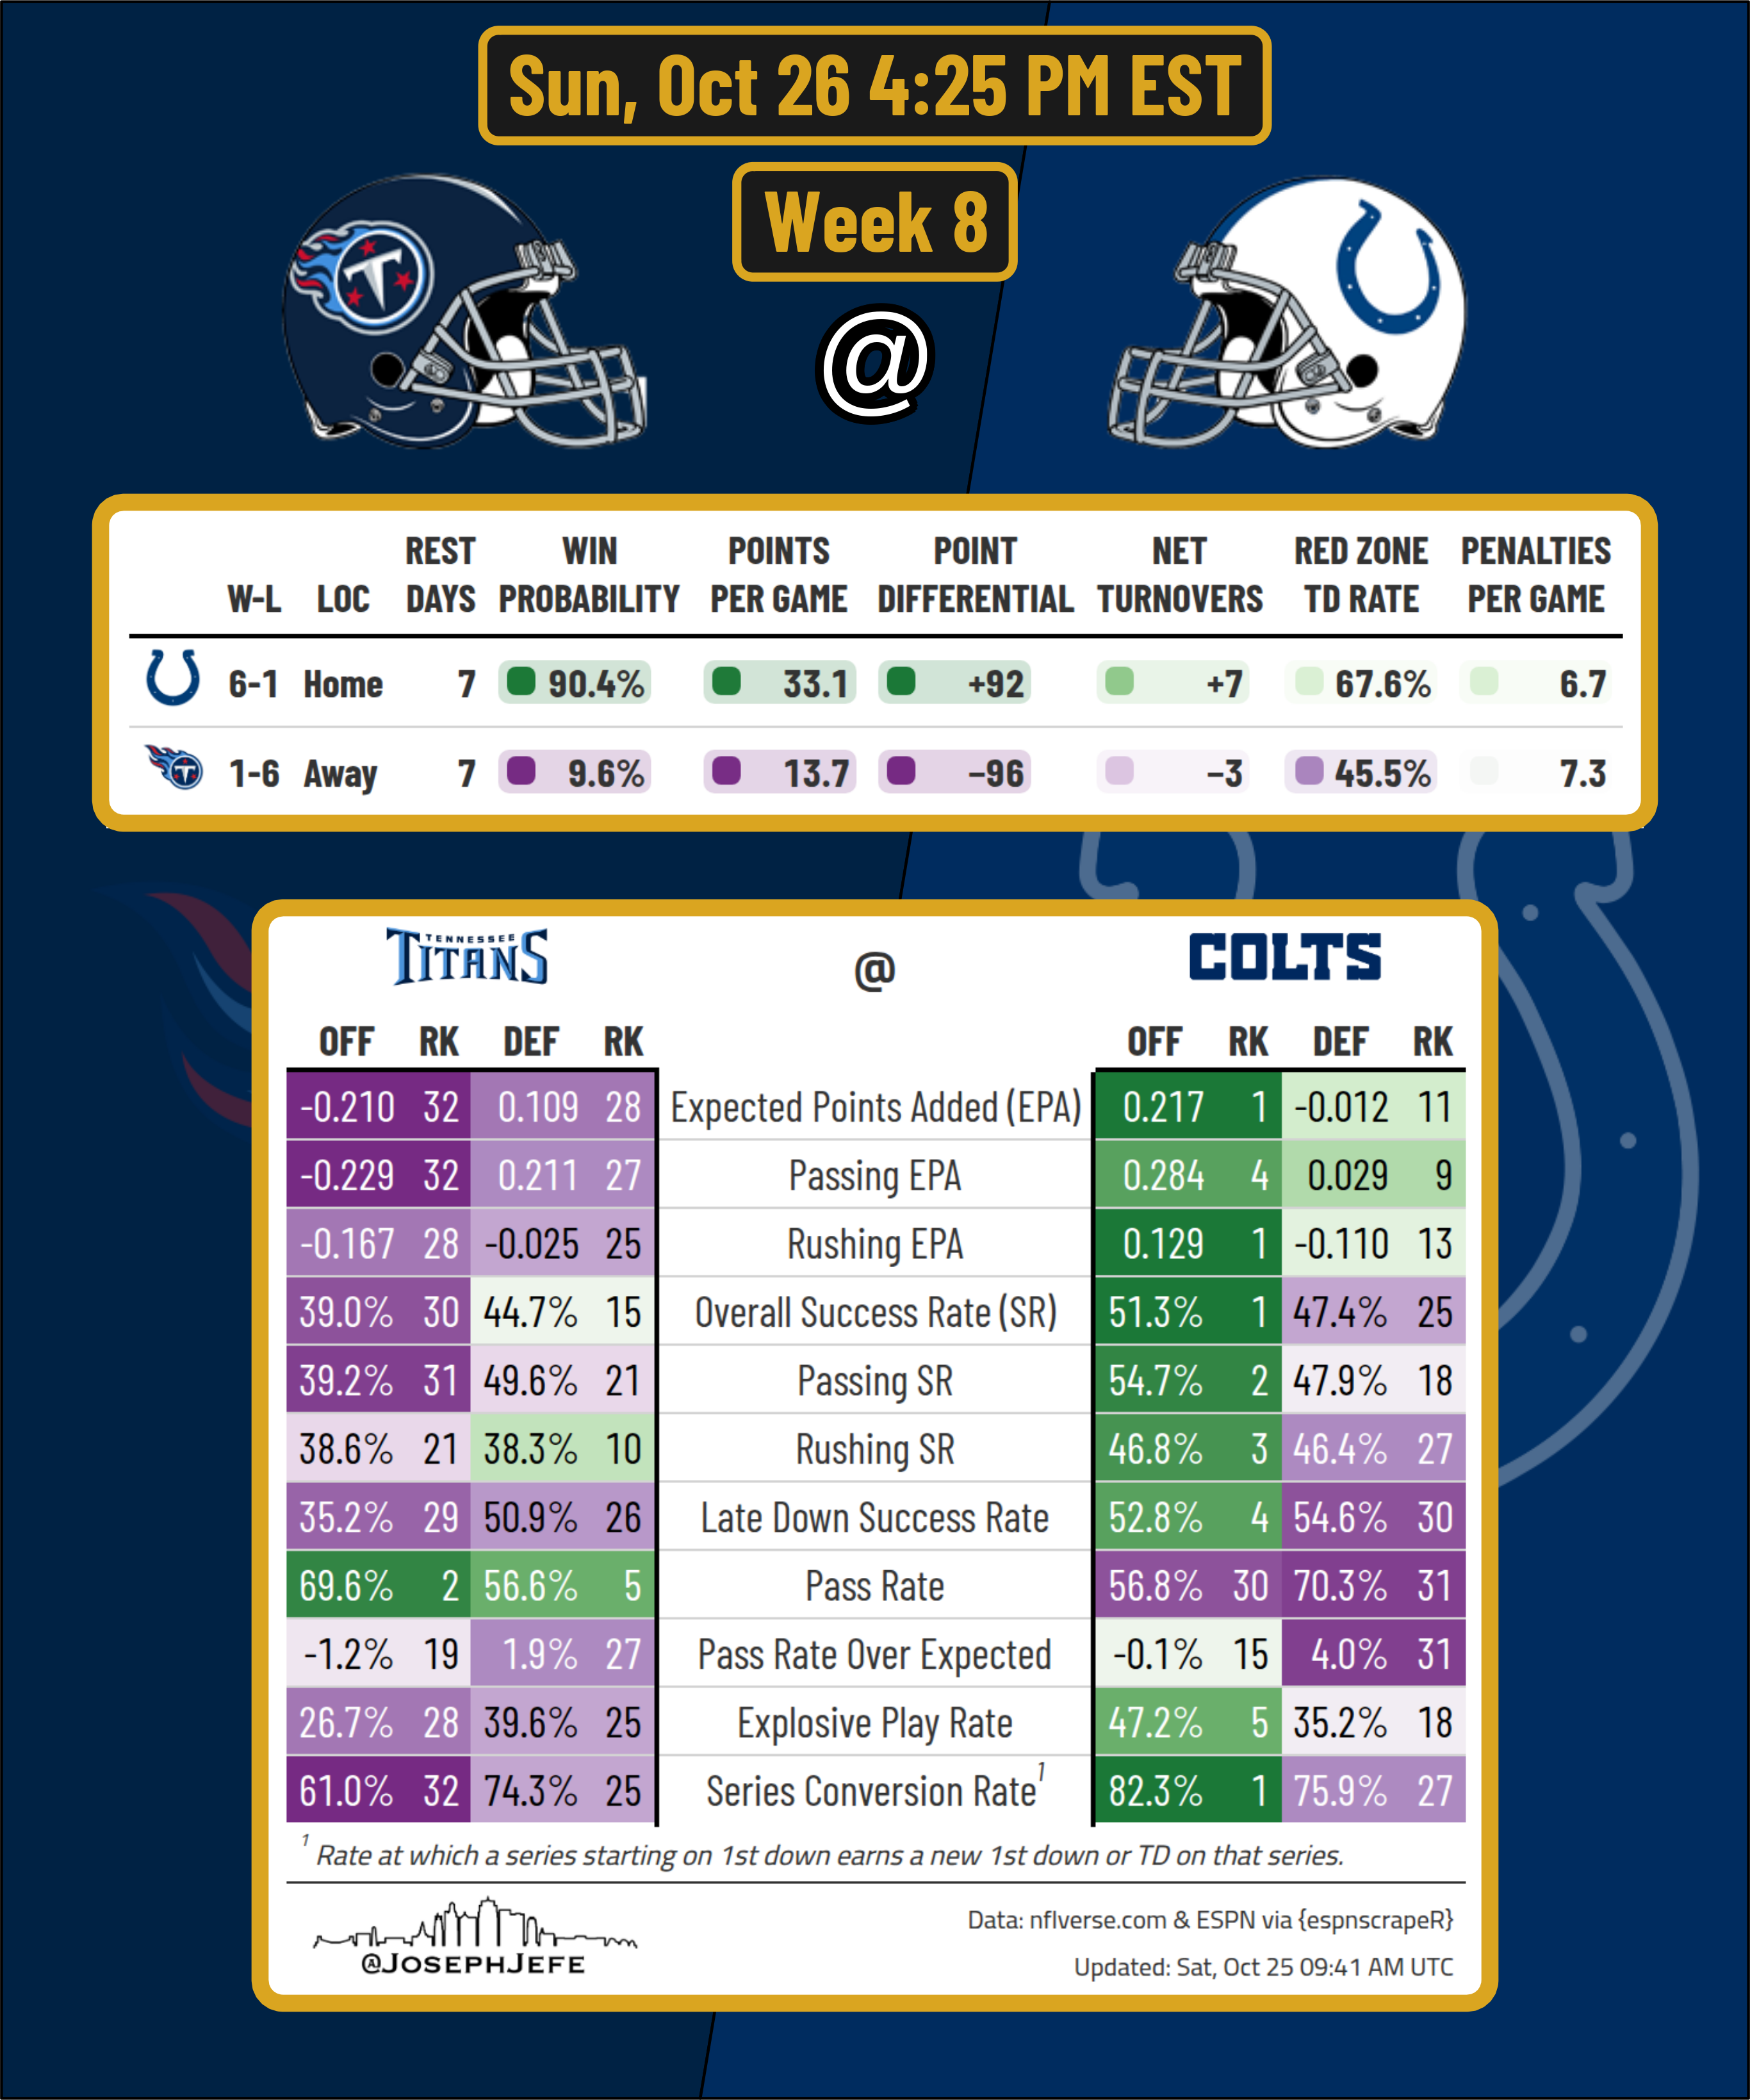 Sun, Oct 26 4:25 PM EST
Week 8
@
W-L LOC REST DAYS WIN PROBABILITY POINTS PER GAME POINT DIFFERENTIAL NET TURNOVERS RED ZONE TD RATE PENALTIES PER GAME
6-1 Home 7 90.4% 33.1 +92 +7 67.6% 6.7
1-6 Away 7 9.6% 13.7 −96 −3 45.5% 7.3
TENNESSEE
TITANS @ COLTS
OFF RK DEF RK OFF RK DEF RK
-0.210 32 0.109 28 Expected Points Added (EPA) 0.217 1 -0.012 11
-0.229 32 0.211 27 Passing EPA 0.284 4 0.029 9
-0.167 28 -0.025 25 Rushing EPA 0.129 1 -0.110 13
39.0% 30 44.7% 15 Overall Success Rate (SR) 51.3% 1 47.4% 25
39.2% 31 49.6% 21 Passing SR 54.7% 2 47.9% 18
38.6% 21 38.3% 10 Rushing SR 46.8% 3 46.4% 27
35.2% 29 50.9% 26 Late Down Success Rate 52.8% 4 54.6% 30
69.6% 2 56.6% 5 Pass Rate 56.8% 30 70.3% 31
-1.2% 19 1.9% 27 Pass Rate Over Expected -0.1% 15 4.0% 31
26.7% 28 39.6% 25 Explosive Play Rate 47.2% 5 35.2% 18
61.0% 32 74.3% 25 Series Conversion Rate¹ 82.3% 1 75.9% 27
¹ Rate at which a series starting on 1st down earns a new 1st down or TD on that series.
@JOSEPHJEFE
Data: nflverse.com & ESPN via {espnscrapeR}
Updated: Sat, Oct 25 09:41 AM UTC